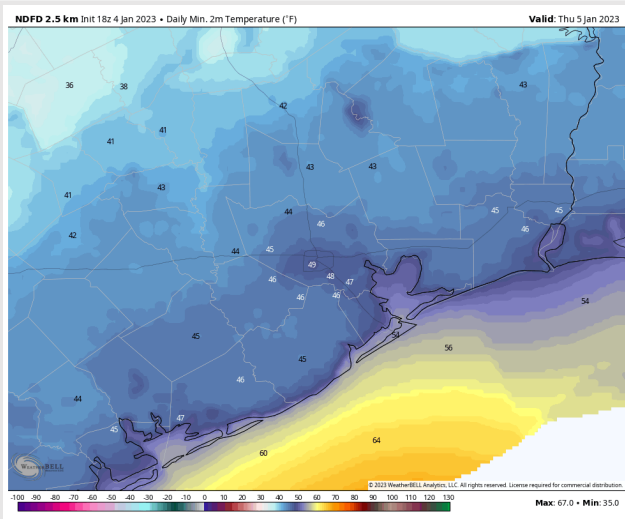 NDFD 2.5 km Init 18z 4 Jan 2023 • Daily Min. 2m Temperature (°F) Valid: Thu 5 Jan 2023
36 38 43
42
41 41
43 43
41 43
44 45 45
46 46
42
44 45
49
46 48 47
46 46
54
54
45 56
45
46
44
47
45 64
60
WeatherBELL
© 2023 WeatherBELL Analytics, LLC. All rights reserved. License required for commercial distribution.
-100 -90 -80 -70 -60 -50 -40 -30 -20 -10 0 10 20 30 40 50 60 70 80 90 100 110 120 130
Max: 67.0 • Min: 35.0